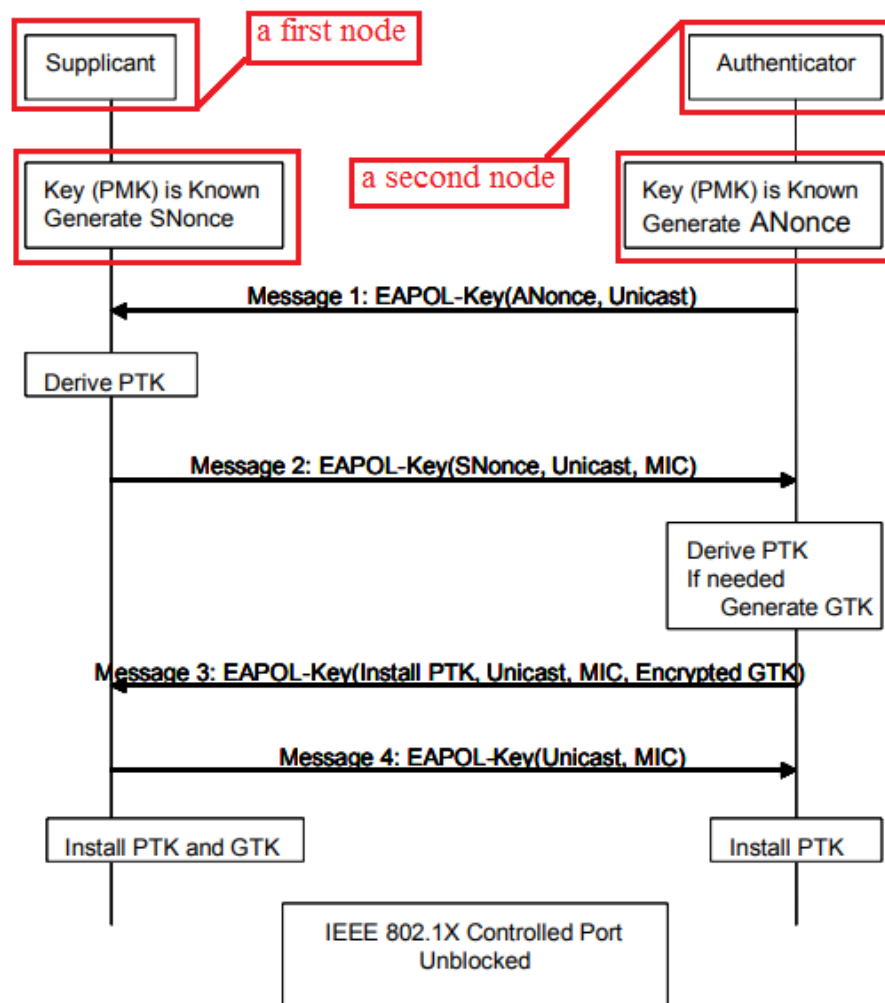 a first node
Supplicant
Authenticator
a second node
Key (PMK) is Known
Generate SNonce
Key (PMK) is Known
Generate ANonce
Message 1: EAPOL-Key(ANonce, Unicast)
Derive PTK
Message 2: EAPOL-Key(SNonce, Unicast, MIC)
Derive PTK
If needed
Generate GTK
Message 3: EAPOL-Key(Install PTK, Unicast, MIC, Encrypted GTK)
Message 4: EAPOL-Key(Unicast, MIC)
Install PTK and GTK
Install PTK
IEEE 802.1X Controlled Port
Unblocked